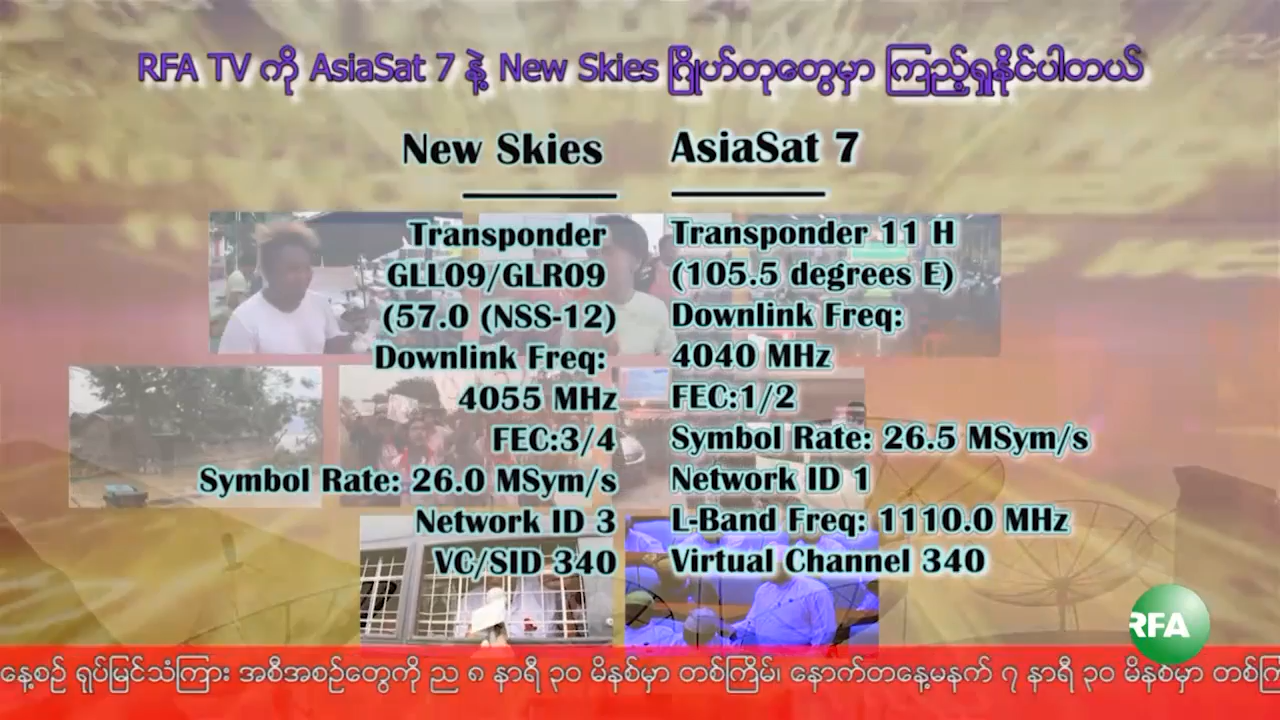 RFA TV ကို AsiaSat 7 နဲ့ New Skies ဂြိုဟ်တုတွေမှာ ကြည့်ရှုနိုင်ပါတယ်
New Skies
Transponder
GLL09/GLR09
(57.0 (NSS-12)
Downlink Freq:
4055 MHz
FEC:3/4
Symbol Rate: 26.0 MSym/s
Network ID 3
VC/SID 340
AsiaSat 7
Transponder 11 H
(105.5 degrees E)
Downlink Freq:
4040 MHz
FEC:1/2
Symbol Rate: 26.5 MSym/s
Network ID 1
L-Band Freq: 1110.0 MHz
Virtual Channel 340
RFA
နေ့စဉ် ရုပ်မြင်သံကြား အစီအစဉ်တွေကို ည ၈ နာရီ ၃၀ မိနစ်မှာ တစ်ကြိမ်၊ နောက်တနေ့မနက် ၇ နာရီ ၃၀ မိနစ်မှာ